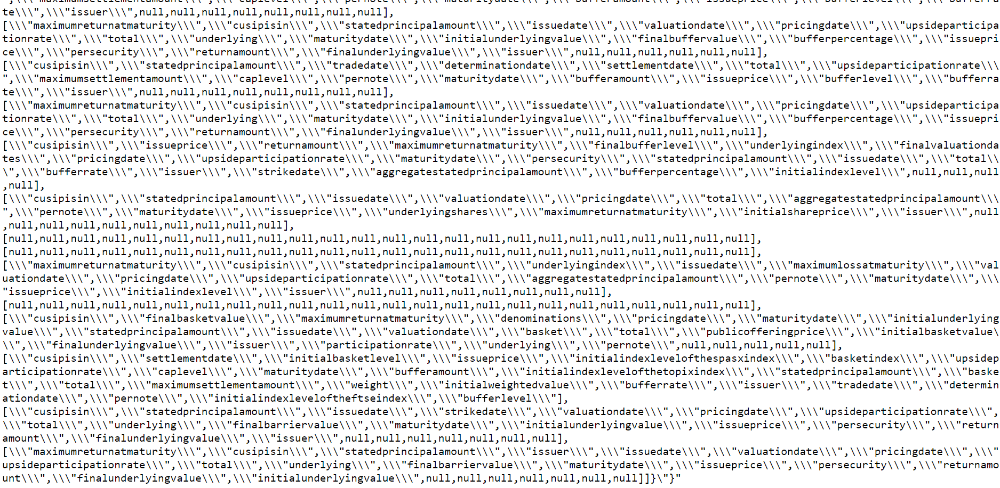 te\\\",\\\"issuer\\\",null,null,null,null,null,null,null,null],
[\\\"maximumreturnatmaturity\\\",\\\"cusipisin\\\",\\\"statedprincipalamount\\\",\\\"issuedate\\\",\\\"valuationdate\\\",\\\"pricingdate\\\",\\\"upsideparticipa
tionrate\\\",\\\"total\\\",\\\"underlying\\\",\\\"maturitydate\\\",\\\"initialunderlyingvalue\\\",\\\"finalbuffervalue\\\",\\\"bufferpercentage\\\",\\\"issuepri
ce\\\",\\\"persecurity\\\",\\\"returnamount\\\",\\\"finalunderlyingvalue\\\",\\\"issuer\\\",null,null,null,null,null,null],
[\\\"cusipisin\\\",\\\"statedprincipalamount\\\",\\\"tradedate\\\",\\\"determinationdate\\\",\\\"settlementdate\\\",\\\"total\\\",\\\"upsideparticipationrate\\\
",\\\"maximumsettlementamount\\\",\\\"caplevel\\\",\\\"pernote\\\",\\\"maturitydate\\\",\\\"bufferamount\\\",\\\"issueprice\\\",\\\"bufferlevel\\\",\\\"bufferra
te\\\",\\\"issuer\\\",null,null,null,null,null,null,null,null],
[\\\"maximumreturnatmaturity\\\",\\\"cusipisin\\\",\\\"statedprincipalamount\\\",\\\"issuedate\\\",\\\"valuationdate\\\",\\\"pricingdate\\\",\\\"upsideparticipa
tionrate\\\",\\\"total\\\",\\\"underlying\\\",\\\"maturitydate\\\",\\\"initialunderlyingvalue\\\",\\\"finalbuffervalue\\\",\\\"bufferpercentage\\\",\\\"issuepri
ce\\\",\\\"persecurity\\\",\\\"returnamount\\\",\\\"finalunderlyingvalue\\\",\\\"issuer\\\",null,null,null,null,null,null],
[\\\"cusipisin\\\",\\\"issueprice\\\",\\\"returnamount\\\",\\\"maximumreturnatmaturity\\\",\\\"finalbufferlevel\\\",\\\"underlyingindex\\\",\\\"finalvaluationda
tes\\\",\\\"pricingdate\\\",\\\"upsideparticipationrate\\\",\\\"maturitydate\\\",\\\"persecurity\\\",\\\"statedprincipalamount\\\",\\\"issuedate\\\",\\\"total\\
\",\\\"bufferrate\\\",\\\"issuer\\\",\\\"strikedate\\\",\\\"aggregatestatedprincipalamount\\\",\\\"bufferpercentage\\\",\\\"initialindexlevel\\\",null,null,null
,null],
[\\\"cusipisin\\\",\\\"statedprincipalamount\\\",\\\"issuedate\\\",\\\"valuationdate\\\",\\\"pricingdate\\\",\\\"total\\\",\\\"aggregatestatedprincipalamount\\\
",\\\"pernote\\\",\\\"maturitydate\\\",\\\"issueprice\\\",\\\"underlyingshares\\\",\\\"maximumreturnatmaturity\\\",\\\"initialshareprice\\\",\\\"issuer\\\",null
,null,null,null,null,null,null,null,null,null],
[null,null,null,null,null,null,null,null,null,null,null,null,null,null,null,null,null,null,null,null,null,null,null,null],
[null,null,null,null,null,null,null,null,null,null,null,null,null,null,null,null,null,null,null,null,null,null,null,null],
[\\\"maximumreturnatmaturity\\\",\\\"cusipisin\\\",\\\"statedprincipalamount\\\",\\\"underlyingindex\\\",\\\"issuedate\\\",\\\"maximumlossatmaturity\\\",\\\"val
uationdate\\\",\\\"pricingdate\\\",\\\"upsideparticipationrate\\\",\\\"total\\\",\\\"aggregatestatedprincipalamount\\\",\\\"pernote\\\",\\\"maturitydate\\\",\\\
"issueprice\\\",\\\"initialindexlevel\\\",\\\"issuer\\\",null,null,null,null,null,null,null,null],
[null,null,null,null,null,null,null,null,null,null,null,null,null,null,null,null,null,null,null,null,null,null,null,null],
[\\\"cusipisin\\\",\\\"finalbasketvalue\\\",\\\"maximumreturnatmaturity\\\",\\\"denominations\\\",\\\"pricingdate\\\",\\\"maturitydate\\\",\\\"initialunderlying
value\\\",\\\"statedprincipalamount\\\",\\\"issuedate\\\",\\\"valuationdate\\\",\\\"basket\\\",\\\"total\\\",\\\"publicofferingprice\\\",\\\"initialbasketvalue\
\\",\\\"finalunderlyingvalue\\\",\\\"issuer\\\",\\\"participationrate\\\",\\\"underlying\\\",\\\"pernote\\\",null,null,null,null,null],
[\\\"cusipisin\\\",\\\"settlementdate\\\",\\\"initialbasketlevel\\\",\\\"issueprice\\\",\\\"initialindexlevelofthespasxindex\\\",\\\"basketindex\\\",\\\"upsidep
articipationrate\\\",\\\"caplevel\\\",\\\"maturitydate\\\",\\\"bufferamount\\\",\\\"initialindexlevelofthetopixindex\\\",\\\"statedprincipalamount\\\",\\\"baske
t\\\",\\\"total\\\",\\\"maximumsettlementamount\\\",\\\"weight\\\",\\\"initialweightedvalue\\\",\\\"bufferrate\\\",\\\"issuer\\\",\\\"tradedate\\\",\\\"determin
ationdate\\\",\\\"pernote\\\",\\\"initialindexleveloftheftseindex\\\",\\\"bufferlevel\\\"],
[\\\"cusipisin\\\",\\\"statedprincipalamount\\\",\\\"issuedate\\\",\\\"strikedate\\\",\\\"valuationdate\\\",\\\"pricingdate\\\",\\\"upsideparticipationrate\\\",
\\\"total\\\",\\\"underlying\\\",\\\"finalbarriervalue\\\",\\\"maturitydate\\\",\\\"initialunderlyingvalue\\\",\\\"issueprice\\\",\\\"persecurity\\\",\\\"return
amount\\\",\\\"finalunderlyingvalue\\\",\\\"issuer\\\",null,null,null,null,null,null,null],
[\\\"maximumreturnatmaturity\\\",\\\"cusipisin\\\",\\\"statedprincipalamount\\\",\\\"issuer\\\",\\\"issuedate\\\",\\\"valuationdate\\\",\\\"pricingdate\\\",\\\"
upsideparticipationrate\\\",\\\"total\\\",\\\"underlying\\\",\\\"finalbarriervalue\\\",\\\"maturitydate\\\",\\\"issueprice\\\",\\\"persecurity\\\",\\\"returnamo
unt\\\",\\\"finalunderlyingvalue\\\",\\\"initialunderlyingvalue\\\",null,null,null,null,null,null,null]]}\"}"